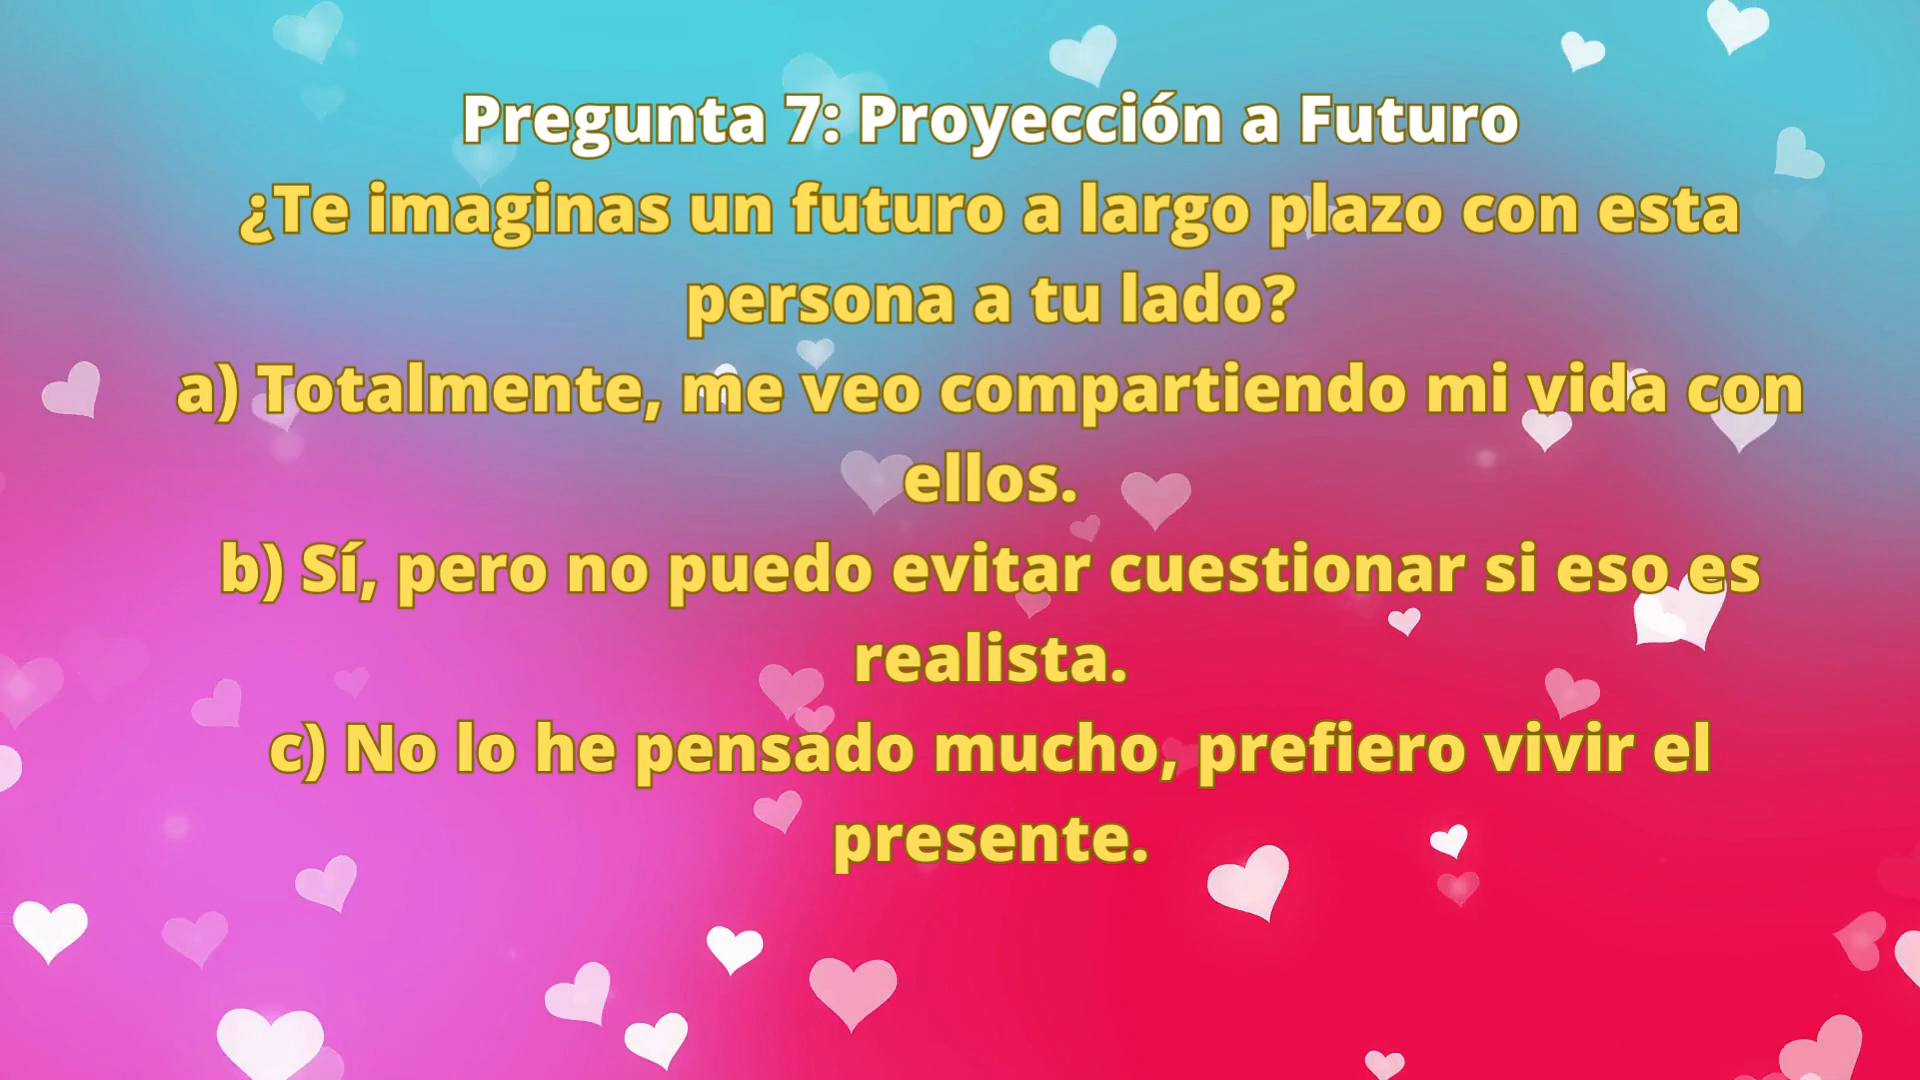 Pregunta 7: Proyección a Futuro
¿Te imaginas un futuro a largo plazo con esta
persona a tu lado?
a) Totalmente, me veo compartiendo mi vida con
ellos.
b) Sí, pero no puedo evitar cuestionar si eso es
realista.
c) No lo he pensado mucho, prefiero vivir el
presente.